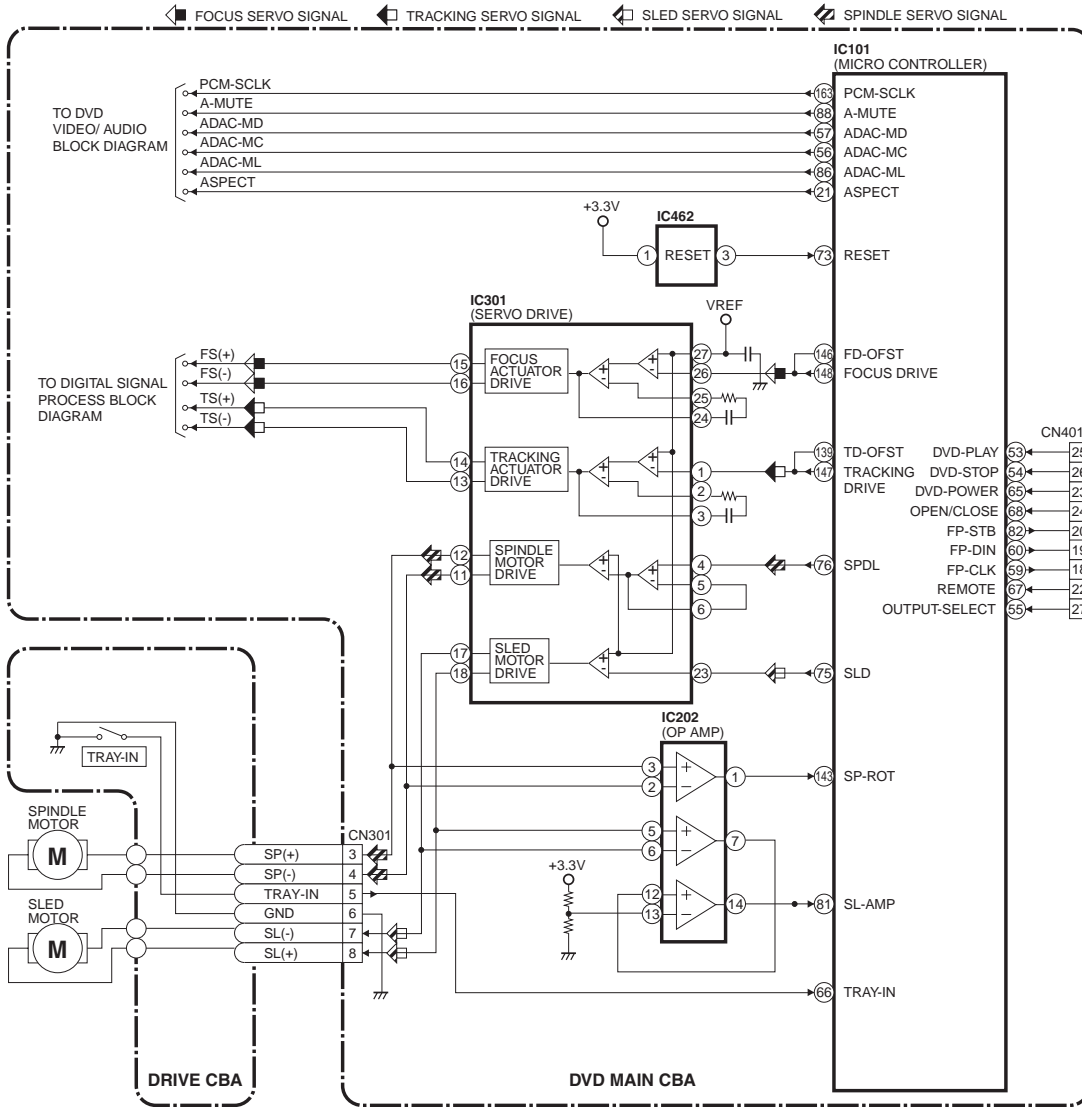 FOCUS SERVO SIGNAL TRACKING SERVO SIGNAL SLED SERVO SIGNAL SPINDLE SERVO SIGNAL
IC101
(MICRO CONTROLLER)
TO DVD
VIDEO/ AUDIO
BLOCK DIAGRAM
PCM-SCLK 163 PCM-SCLK
A-MUTE 88 A-MUTE
ADAC-MD 57 ADAC-MD
ADAC-MC 56 ADAC-MC
ADAC-ML 86 ADAC-ML
ASPECT 21 ASPECT
+3.3V
IC462
1 RESET 3 73 RESET
IC301
(SERVO DRIVE)
VREF
TO DIGITAL SIGNAL
PROCESS BLOCK
DIAGRAM
FS(+)
FS(-)
TS(+)
TS(-)
15
16
FOCUS
ACTUATOR
DRIVE
+
-
+
-
27
26
25
24
146 FD-OFST
148 FOCUS DRIVE
14
13
TRACKING
ACTUATOR
DRIVE
+
-
+
-
1
2
3
139 TD-OFST
147 TRACKING
DRIVE
12
11
SPINDLE
MOTOR
DRIVE
+
-
+
-
4
5
6
76 SPDL
17
18
SLED
MOTOR
DRIVE
+
-
23
75 SLD
CN401
DVD-PLAY 53 25
DVD-STOP 54 26
DVD-POWER 65 23
OPEN/CLOSE 68 24
FP-STB 82 20
FP-DIN 60 19
FP-CLK 59 18
REMOTE 67 22
OUTPUT-SELECT 55 27
IC202
(OP AMP)
3 +
2 −
1
143 SP-ROT
5 +
6 −
7
+3.3V
12 +
13 −
14
81 SL-AMP
66 TRAY-IN
TRAY-IN
SPINDLE
MOTOR
M
SLED
MOTOR
M
CN301
SP(+) 3
SP(-) 4
TRAY-IN 5
GND 6
SL(-) 7
SL(+) 8
DRIVE CBA
DVD MAIN CBA